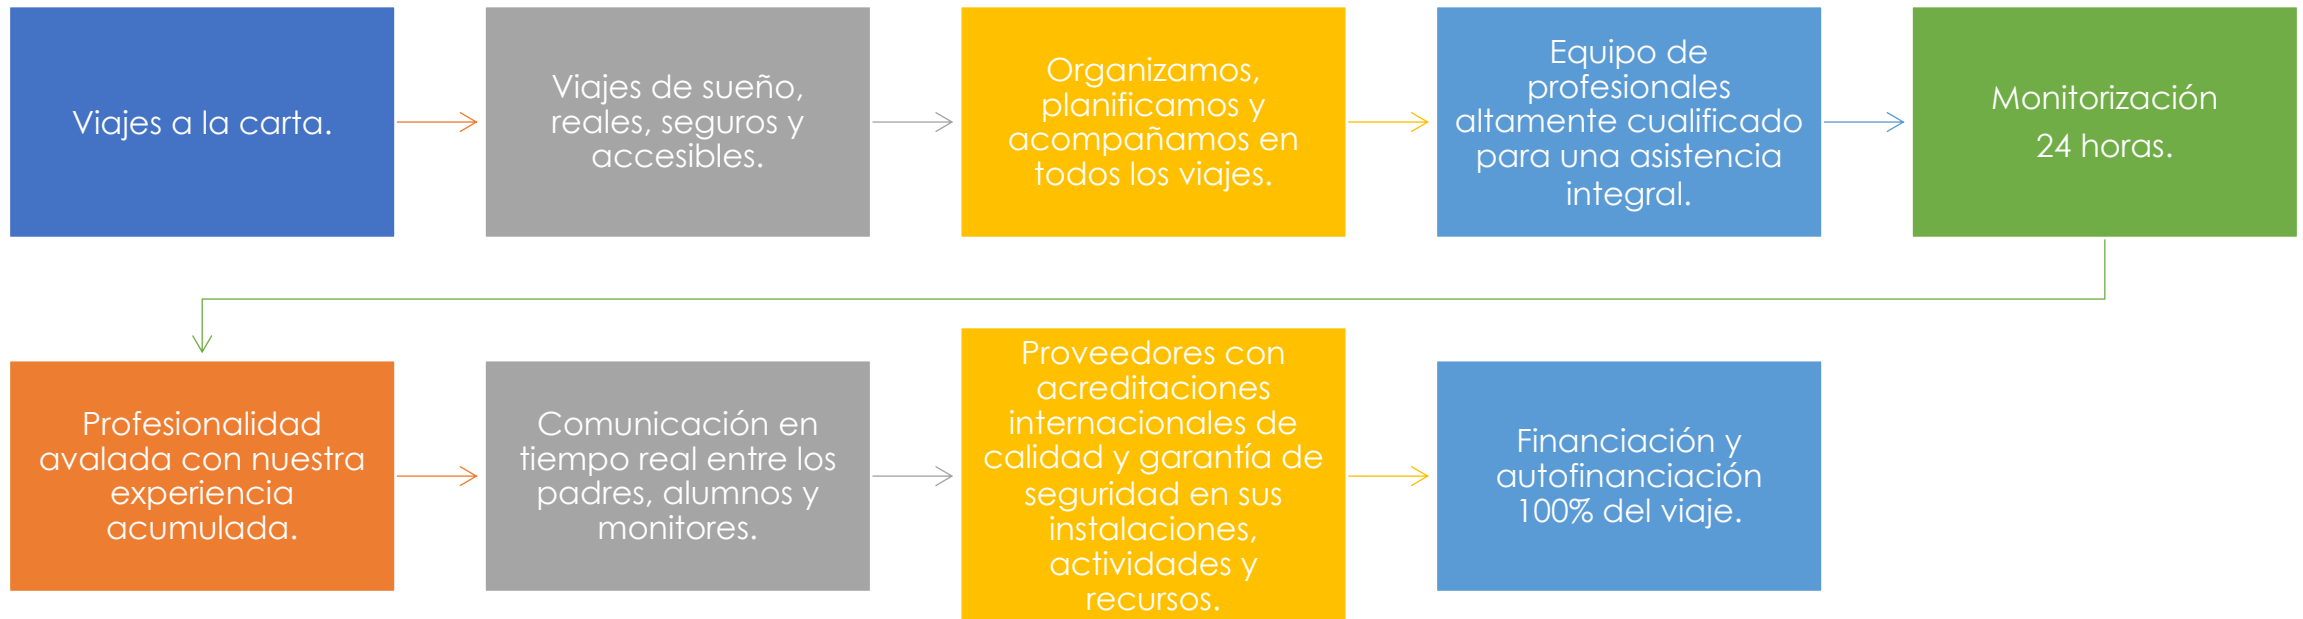 Viajes a la carta.
Viajes de sueño,
reales, seguros y
accesibles.
Organizamos,
planificamos y
acompañamos en
todos los viajes.
Equipo de
profesionales
altamente cualificado
para una asistencia
integral.
Monitorización
24 horas.
Profesionalidad
avalada con nuestra
experiencia
acumulada.
Comunicación en
tiempo real entre los
padres, alumnos y
monitores.
Proveedores con
acreditaciones
internacionales de
calidad y garantía de
seguridad en sus
instalaciones,
actividades y
recursos.
Financiación y
autofinanciación
100% del viaje.